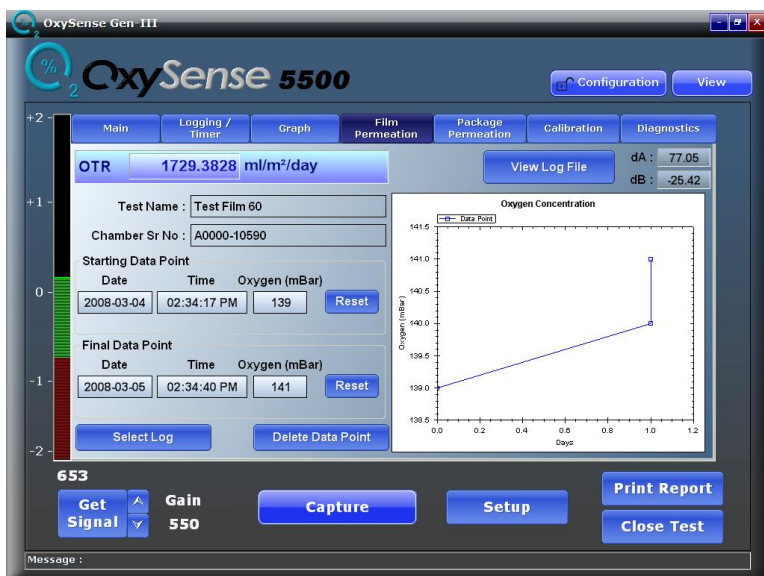 OxySense Gen-III
% O2 OxySense 5500
Configuration View
Main Logging / Timer Graph Film Permeation Package Permeation Calibration Diagnostics
+2
+1
0
-1
-2
OTR 1729.3828 ml/m²/day
View Log File
dA : 77.05
dB : -25.42
Test Name : Test Film 60
Chamber Sr No : A0000-10590
Starting Data Point
Date Time Oxygen (mBar)
2008-03-04 02:34:17 PM 139 Reset
Final Data Point
Date Time Oxygen (mBar)
2008-03-05 02:34:40 PM 141 Reset
Select Log Delete Data Point
Oxygen Concentration
Data Point
Oxygen (mBar)
141.5
141.0
140.5
140.0
139.5
139.0
138.5
0.0 0.2 0.4 0.6 0.8 1.0 1.2
Days
653
Get Signal
Gain
550
Capture
Setup
Print Report
Close Test
Message :